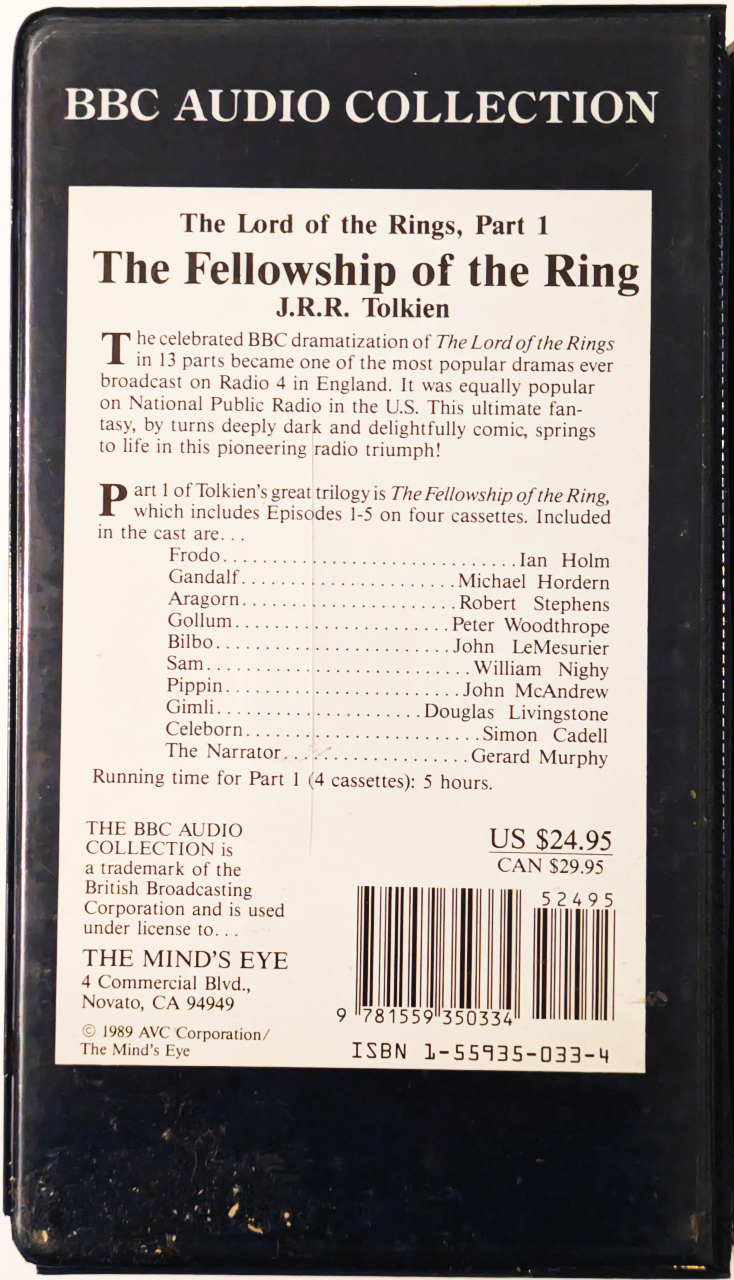 BBC AUDIO COLLECTION
The Lord of the Rings, Part 1
The Fellowship of the Ring
J.R.R. Tolkien
The celebrated BBC dramatization of The Lord of the Rings
in 13 parts became one of the most popular dramas ever
broadcast on Radio 4 in England. It was equally popular
on National Public Radio in the U.S. This ultimate fan-
tasy, by turns deeply dark and delightfully comic, springs
to life in this pioneering radio triumph!
Part 1 of Tolkien's great trilogy is The Fellowship of the Ring,
which includes Episodes 1-5 on four cassettes. Included
in the cast are...
Frodo.............................Ian Holm
Gandalf......................Michael Hordern
Aragorn......................Robert Stephens
Gollum......................Peter Woodthrope
Bilbo........................John LeMesurier
Sam...........................William Nighy
Pippin........................John McAndrew
Gimli.....................Douglas Livingstone
Celeborn........................Simon Cadell
The Narrator...................Gerard Murphy
Running time for Part 1 (4 cassettes): 5 hours.
THE BBC AUDIO
COLLECTION is
a trademark of the
British Broadcasting
Corporation and is used
under license to...
THE MIND'S EYE
4 Commercial Blvd.,
Novato, CA 94949
© 1989 AVC Corporation/
The Mind's Eye
US $24.95
CAN $29.95
52495
9 781559 350334
ISBN 1-55935-033-4